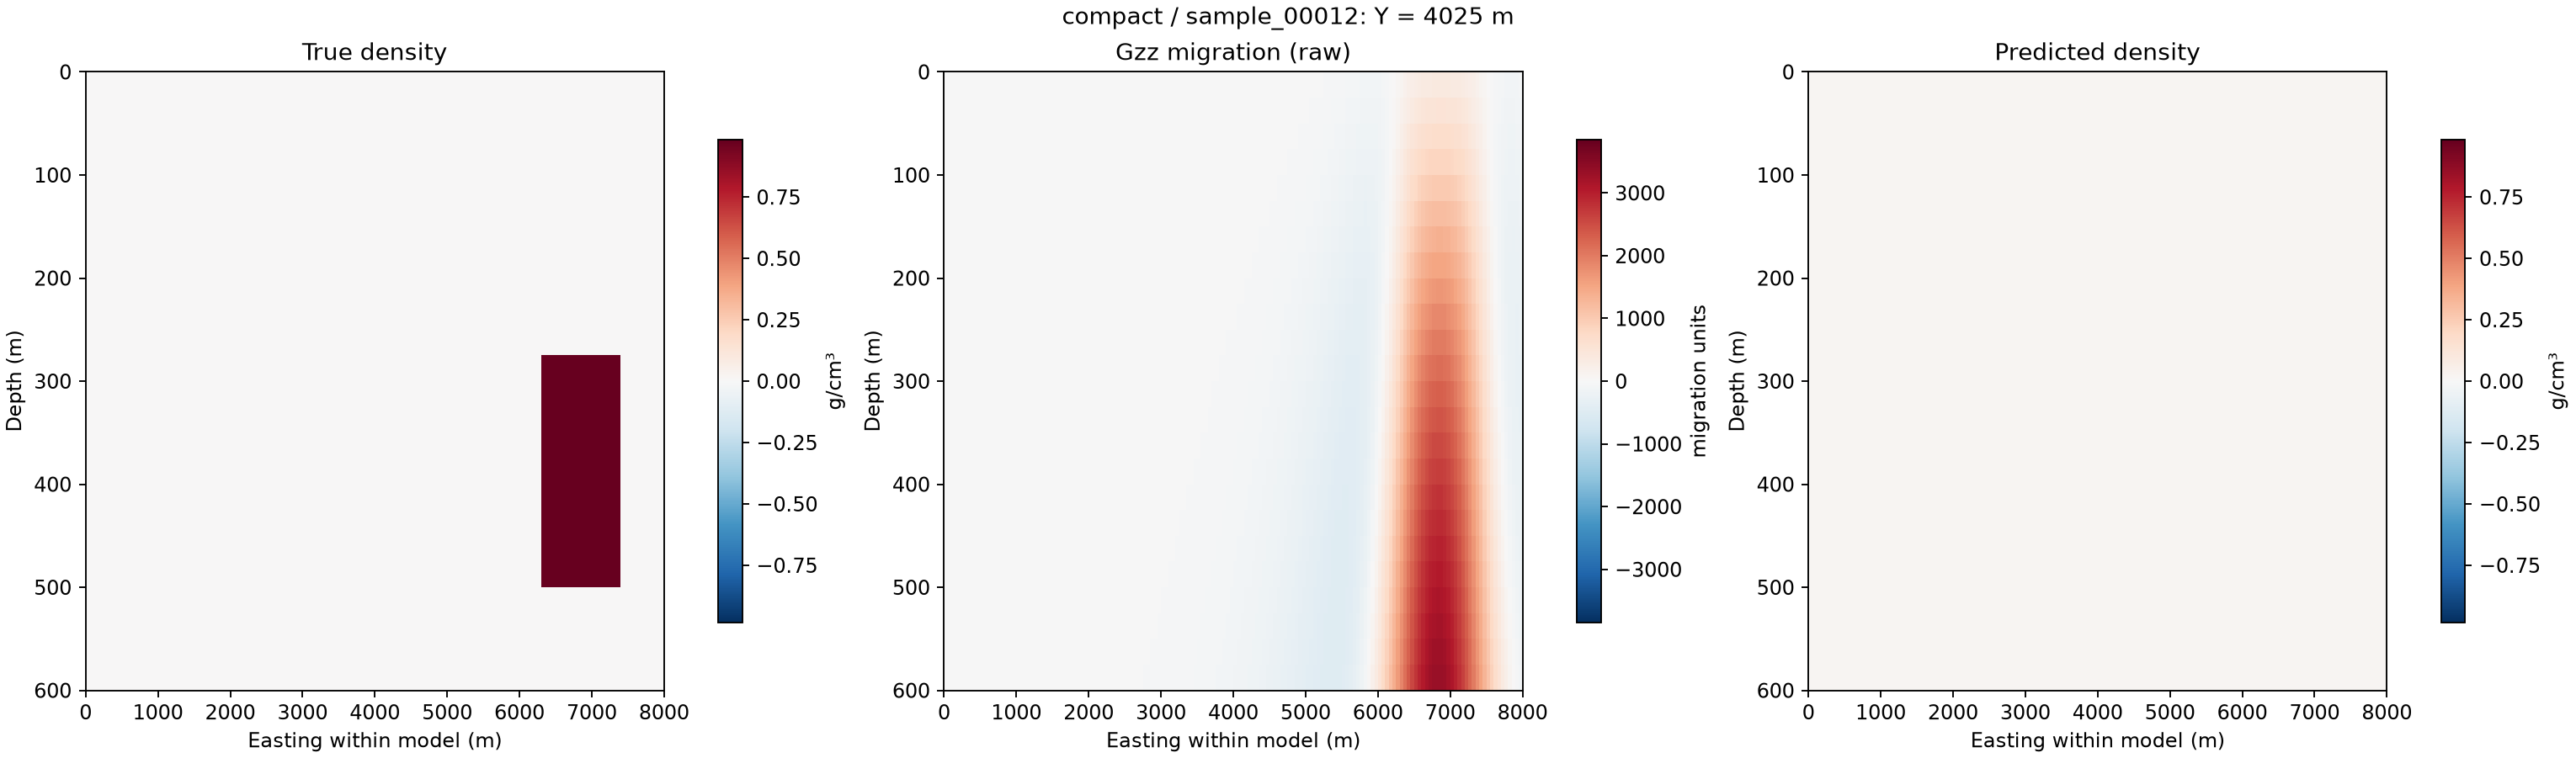 compact / sample_00012: Y = 4025 m
True density
0
100
200
300
400
500
600
Depth (m)
0 1000 2000 3000 4000 5000 6000 7000 8000
Easting within model (m)
0.75
0.50
0.25
0.00
−0.25
−0.50
−0.75
g/cm³
Gzz migration (raw)
0
100
200
300
400
500
600
Depth (m)
0 1000 2000 3000 4000 5000 6000 7000 8000
Easting within model (m)
3000
2000
1000
0
−1000
−2000
−3000
migration units
Predicted density
0
100
200
300
400
500
600
Depth (m)
0 1000 2000 3000 4000 5000 6000 7000 8000
Easting within model (m)
0.75
0.50
0.25
0.00
−0.25
−0.50
−0.75
g/cm³